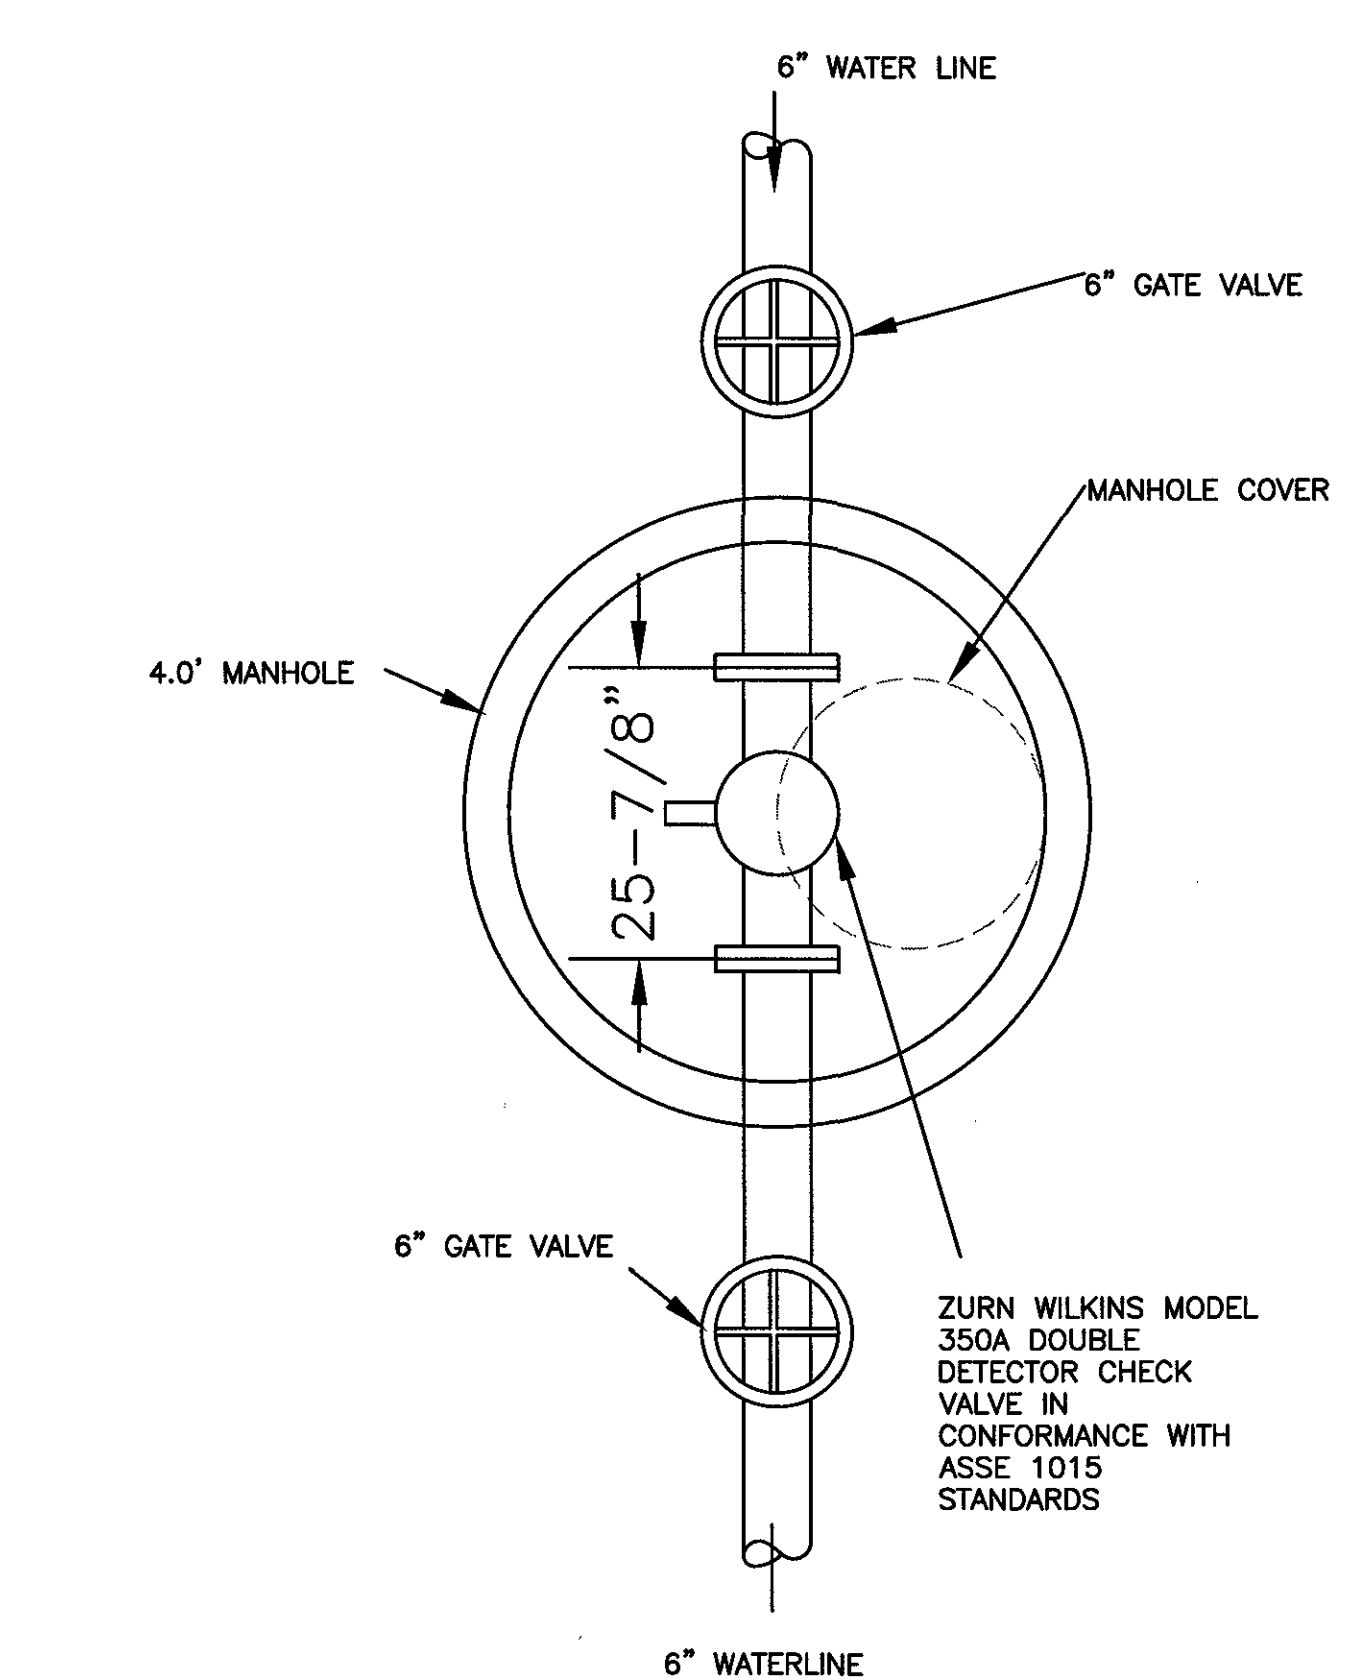 6" WATER LINE
6" GATE VALVE
MANHOLE COVER
4.0' MANHOLE
25-7/8"
6" GATE VALVE
ZURN WILKINS MODEL
350A DOUBLE
DETECTOR CHECK
VALVE IN
CONFORMANCE WITH
ASSE 1015
STANDARDS
6" WATERLINE